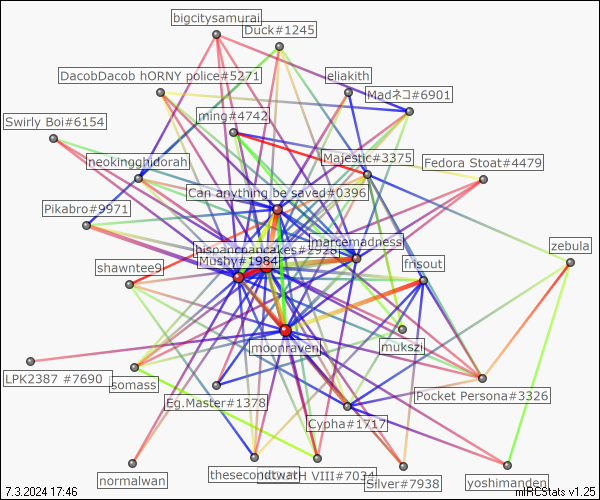 bigcitysamurai
Duck#1245
DacobDacob hORNY police#5271
eliakith
Madネコ#6901
ming#4742
Swirly Boi#6154
Majestic#3375
neokingghidorah
Fedora Stoat#4479
Can anything be saved#0396
Pikabro#9971
marcemadness
hispancpancakes#2928
zebula
Mushy#1984
frisout
shawntee9
moonraven
mukszi
LPK2387 #7690
somass
Eg.Master#1378
Pocket Persona#3326
Cypha#1717
normalwan
thesecondtwin
VIII#7034
Silver#7938
yoshimanden
7.3.2024 17:46
mIRCStats v1.25